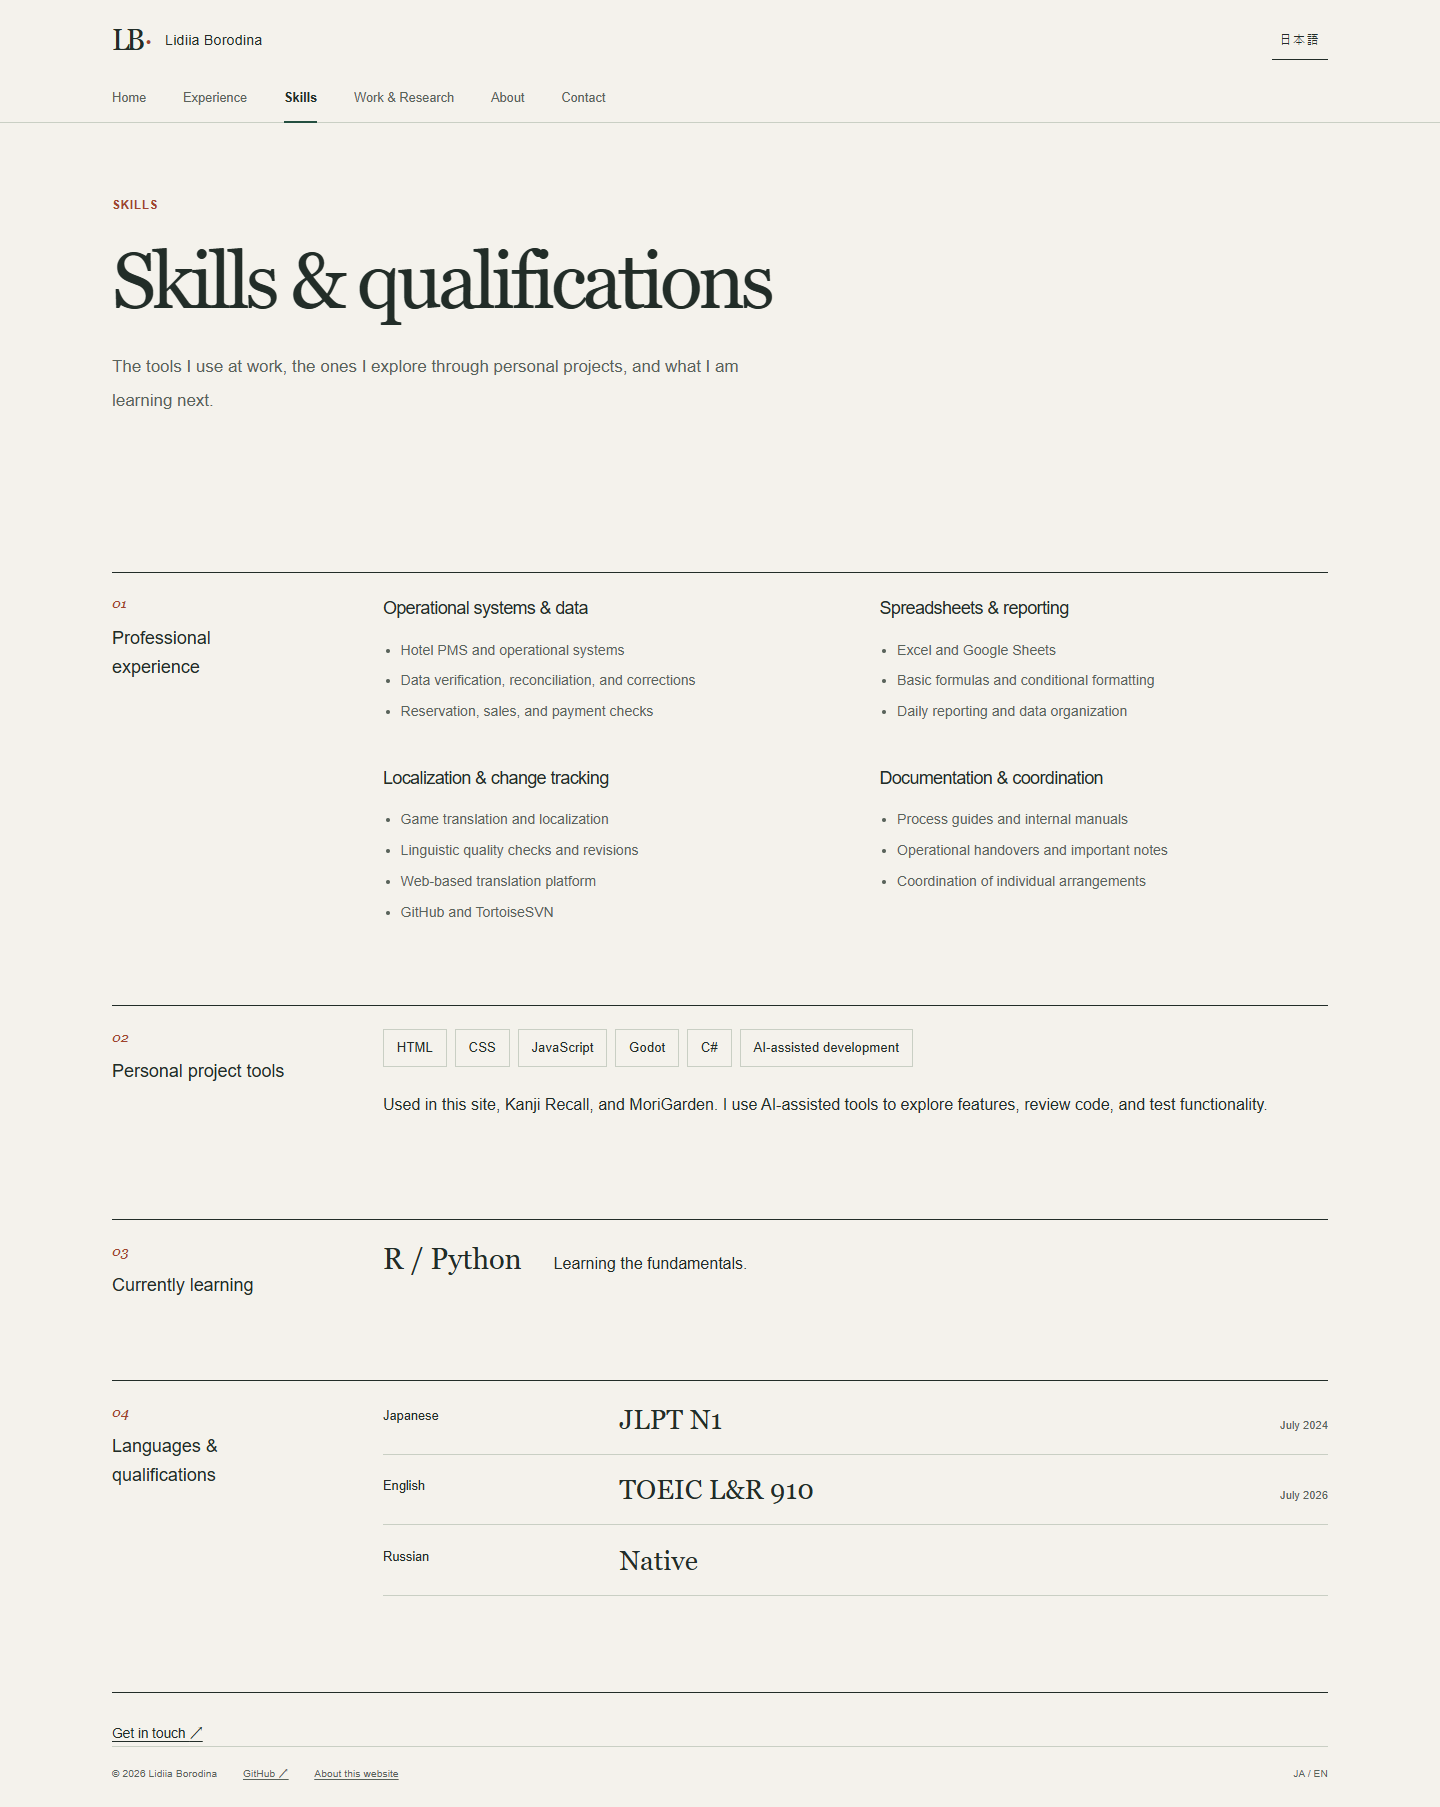 LB· Lidiia Borodina
日本語
Home Experience Skills Work & Research About Contact
SKILLS
Skills & qualifications
The tools I use at work, the ones I explore through personal projects, and what I am
learning next.
01
Professional
experience
Operational systems & data
• Hotel PMS and operational systems
• Data verification, reconciliation, and corrections
• Reservation, sales, and payment checks
Spreadsheets & reporting
• Excel and Google Sheets
• Basic formulas and conditional formatting
• Daily reporting and data organization
Localization & change tracking
• Game translation and localization
• Linguistic quality checks and revisions
• Web-based translation platform
• GitHub and TortoiseSVN
Documentation & coordination
• Process guides and internal manuals
• Operational handovers and important notes
• Coordination of individual arrangements
02
Personal project tools
HTML CSS JavaScript Godot C# AI-assisted development
Used in this site, Kanji Recall, and MoriGarden. I use AI-assisted tools to explore features, review code, and test functionality.
03
Currently learning
R / Python Learning the fundamentals.
04
Languages &
qualifications
Japanese JLPT N1 July 2024
English TOEIC L&R 910 July 2026
Russian Native
Get in touch ↗
© 2026 Lidiia Borodina GitHub ↗ About this website JA / EN